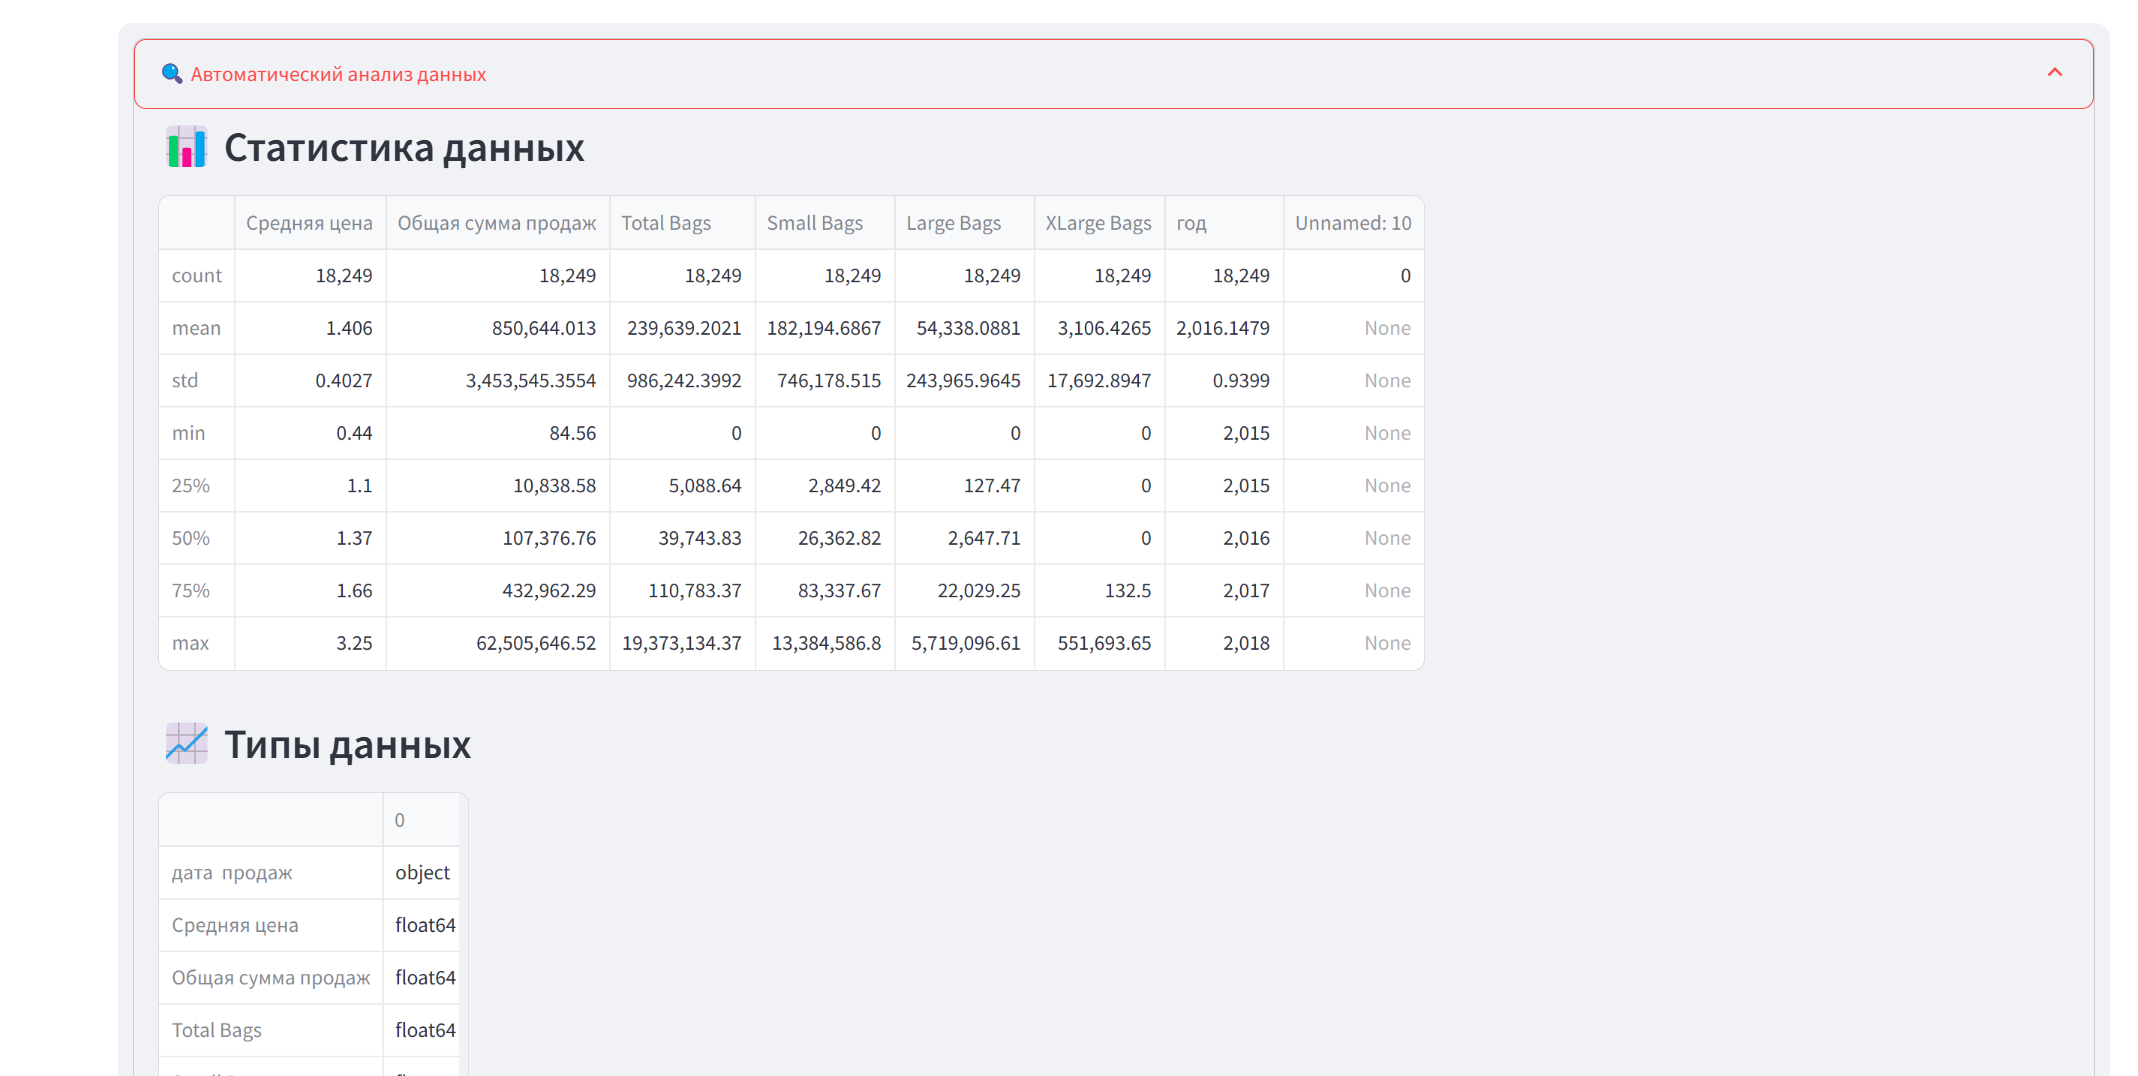 Автоматический анализ данных
Статистика данных
Средняя цена Общая сумма продаж Total Bags Small Bags Large Bags XLarge Bags год Unnamed: 10
count 18,249 18,249 18,249 18,249 18,249 18,249 18,249 0
mean 1.406 850,644.013 239,639.2021 182,194.6867 54,338.0881 3,106.4265 2,016.1479 None
std 0.4027 3,453,545.3554 986,242.3992 746,178.515 243,965.9645 17,692.8947 0.9399 None
min 0.44 84.56 0 0 0 0 2,015 None
25% 1.1 10,838.58 5,088.64 2,849.42 127.47 0 2,015 None
50% 1.37 107,376.76 39,743.83 26,362.82 2,647.71 0 2,016 None
75% 1.66 432,962.29 110,783.37 83,337.67 22,029.25 132.5 2,017 None
max 3.25 62,505,646.52 19,373,134.37 13,384,586.8 5,719,096.61 551,693.65 2,018 None
Типы данных
0
дата продаж object
Средняя цена float64
Общая сумма продаж float64
Total Bags float64